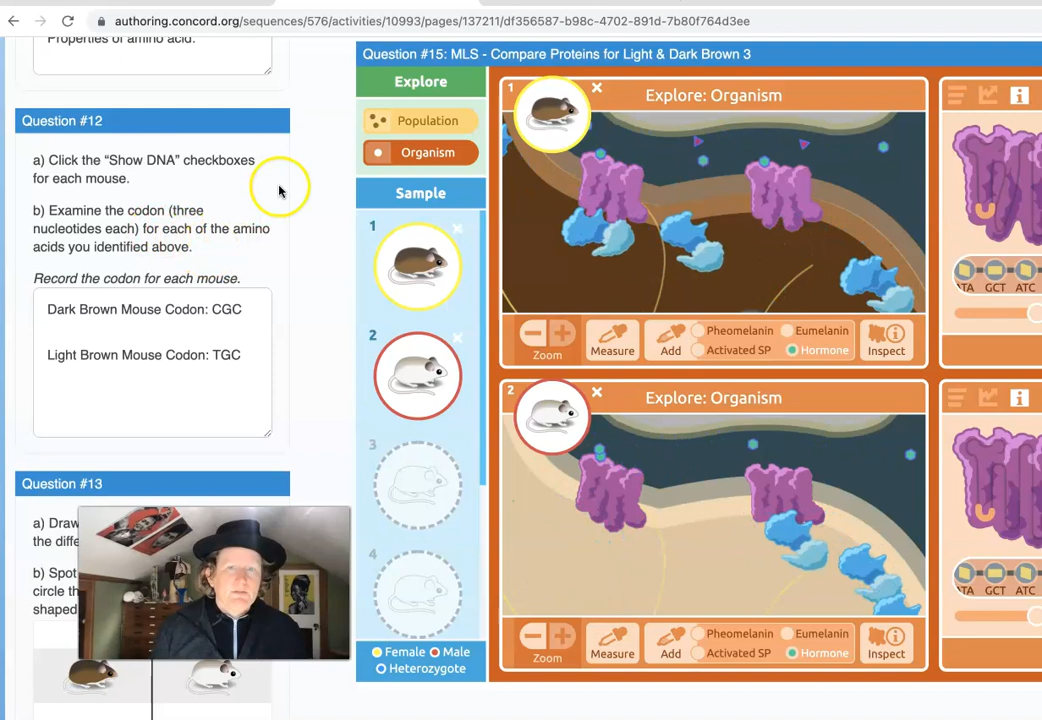 authoring.concord.org/sequences/576/activities/10993/pages/137211/df356587-b98c-4702-891d-7b80f764d3ee
Properties of amino acid:
Question #12
a) Click the “Show DNA” checkboxes
for each mouse.
b) Examine the codon (three
nucleotides each) for each of the amino
acids you identified above.
Record the codon for each mouse.
Dark Brown Mouse Codon: CGC
Light Brown Mouse Codon: TGC
Question #13
a) Draw
the diffe
b) Spot
circle th
shaped
Question #15: MLS - Compare Proteins for Light & Dark Brown 3
Explore
Population
Organism
Sample
1
2
3
4
Female Male
Heterozygote
1
Explore: Organism
Zoom
Measure
Add
Pheomelanin
Eumelanin
Activated SP
Hormone
Inspect
ATA GCT ATC
2
Explore: Organism
Zoom
Measure
Add
Pheomelanin
Eumelanin
Activated SP
Hormone
Inspect
ATA GCT ATC